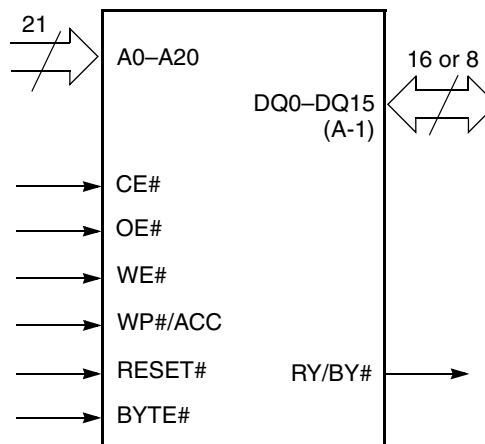 21
A0–A20
16 or 8
DQ0–DQ15
(A-1)
CE#
OE#
WE#
WP#/ACC
RESET#
RY/BY#
BYTE#